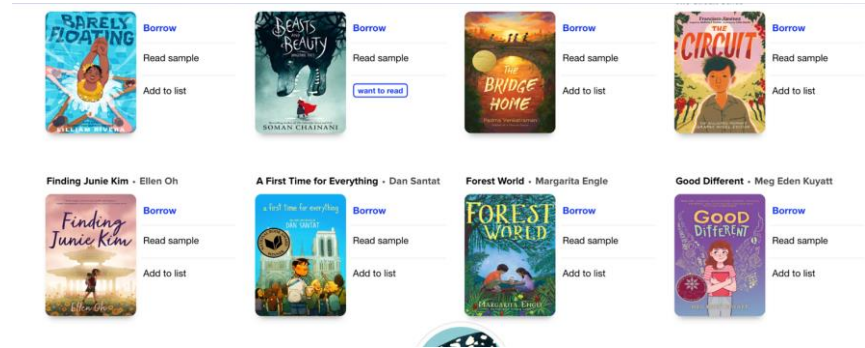 BARELY
FLOATING
LILLIAM RIVERA
Borrow
Read sample
Add to list
BEASTS
AND
BEAUTY
SOMAN CHAINANI
Borrow
Read sample
want to read
THE
BRIDGE
HOME
Padma Venkatraman
Borrow
Read sample
Add to list
Francisco Jiménez
THE
CIRCUIT
Borrow
Read sample
Add to list
Finding Junie Kim • Ellen Oh
Finding
Junie Kim
Ellen Oh
Borrow
Read sample
Add to list
A First Time for Everything • Dan Santat
a first time for everything
DAN SANTAT
Borrow
Read sample
Add to list
Forest World • Margarita Engle
FOREST
WORLD
MARGARITA ENGLE
Borrow
Read sample
Add to list
Good Different • Meg Eden Kuyatt
GOOD
DIFFERENT
Borrow
Read sample
Add to list